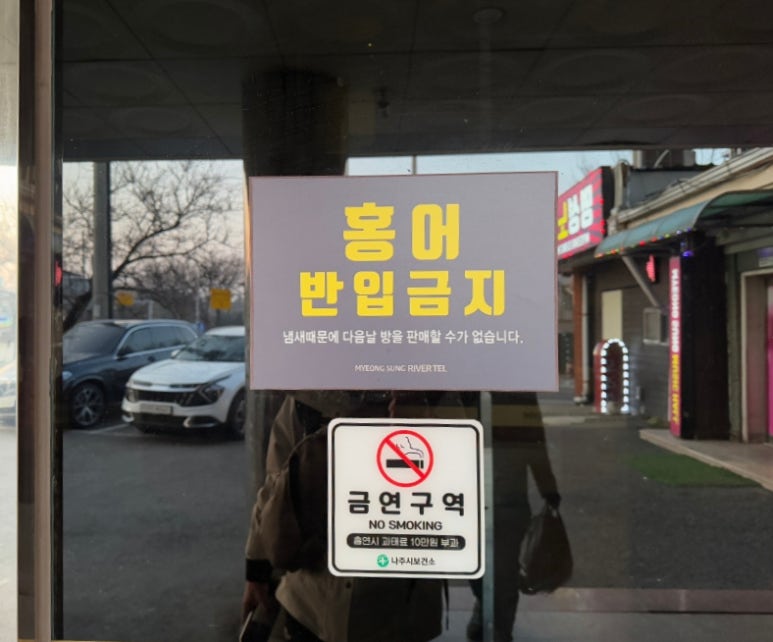 홍어
반입금지
냄새때문에 다음날 방을 판매할 수가 없습니다.
MYEONG SUNG RIVERTEL
금연구역
NO SMOKING
흡연시 과태료 10만원 부과
나주시보건소